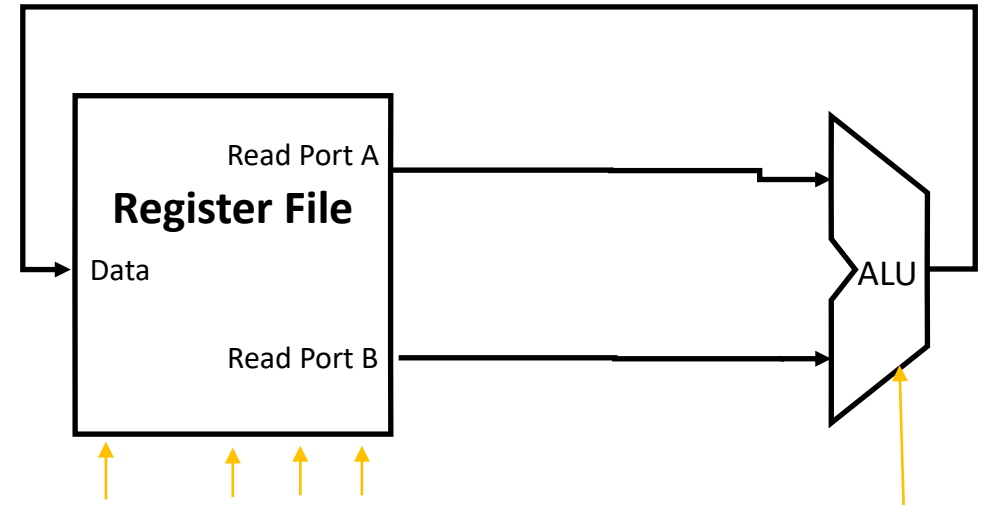 Read Port A
Register File
Data
ALU
Read Port B